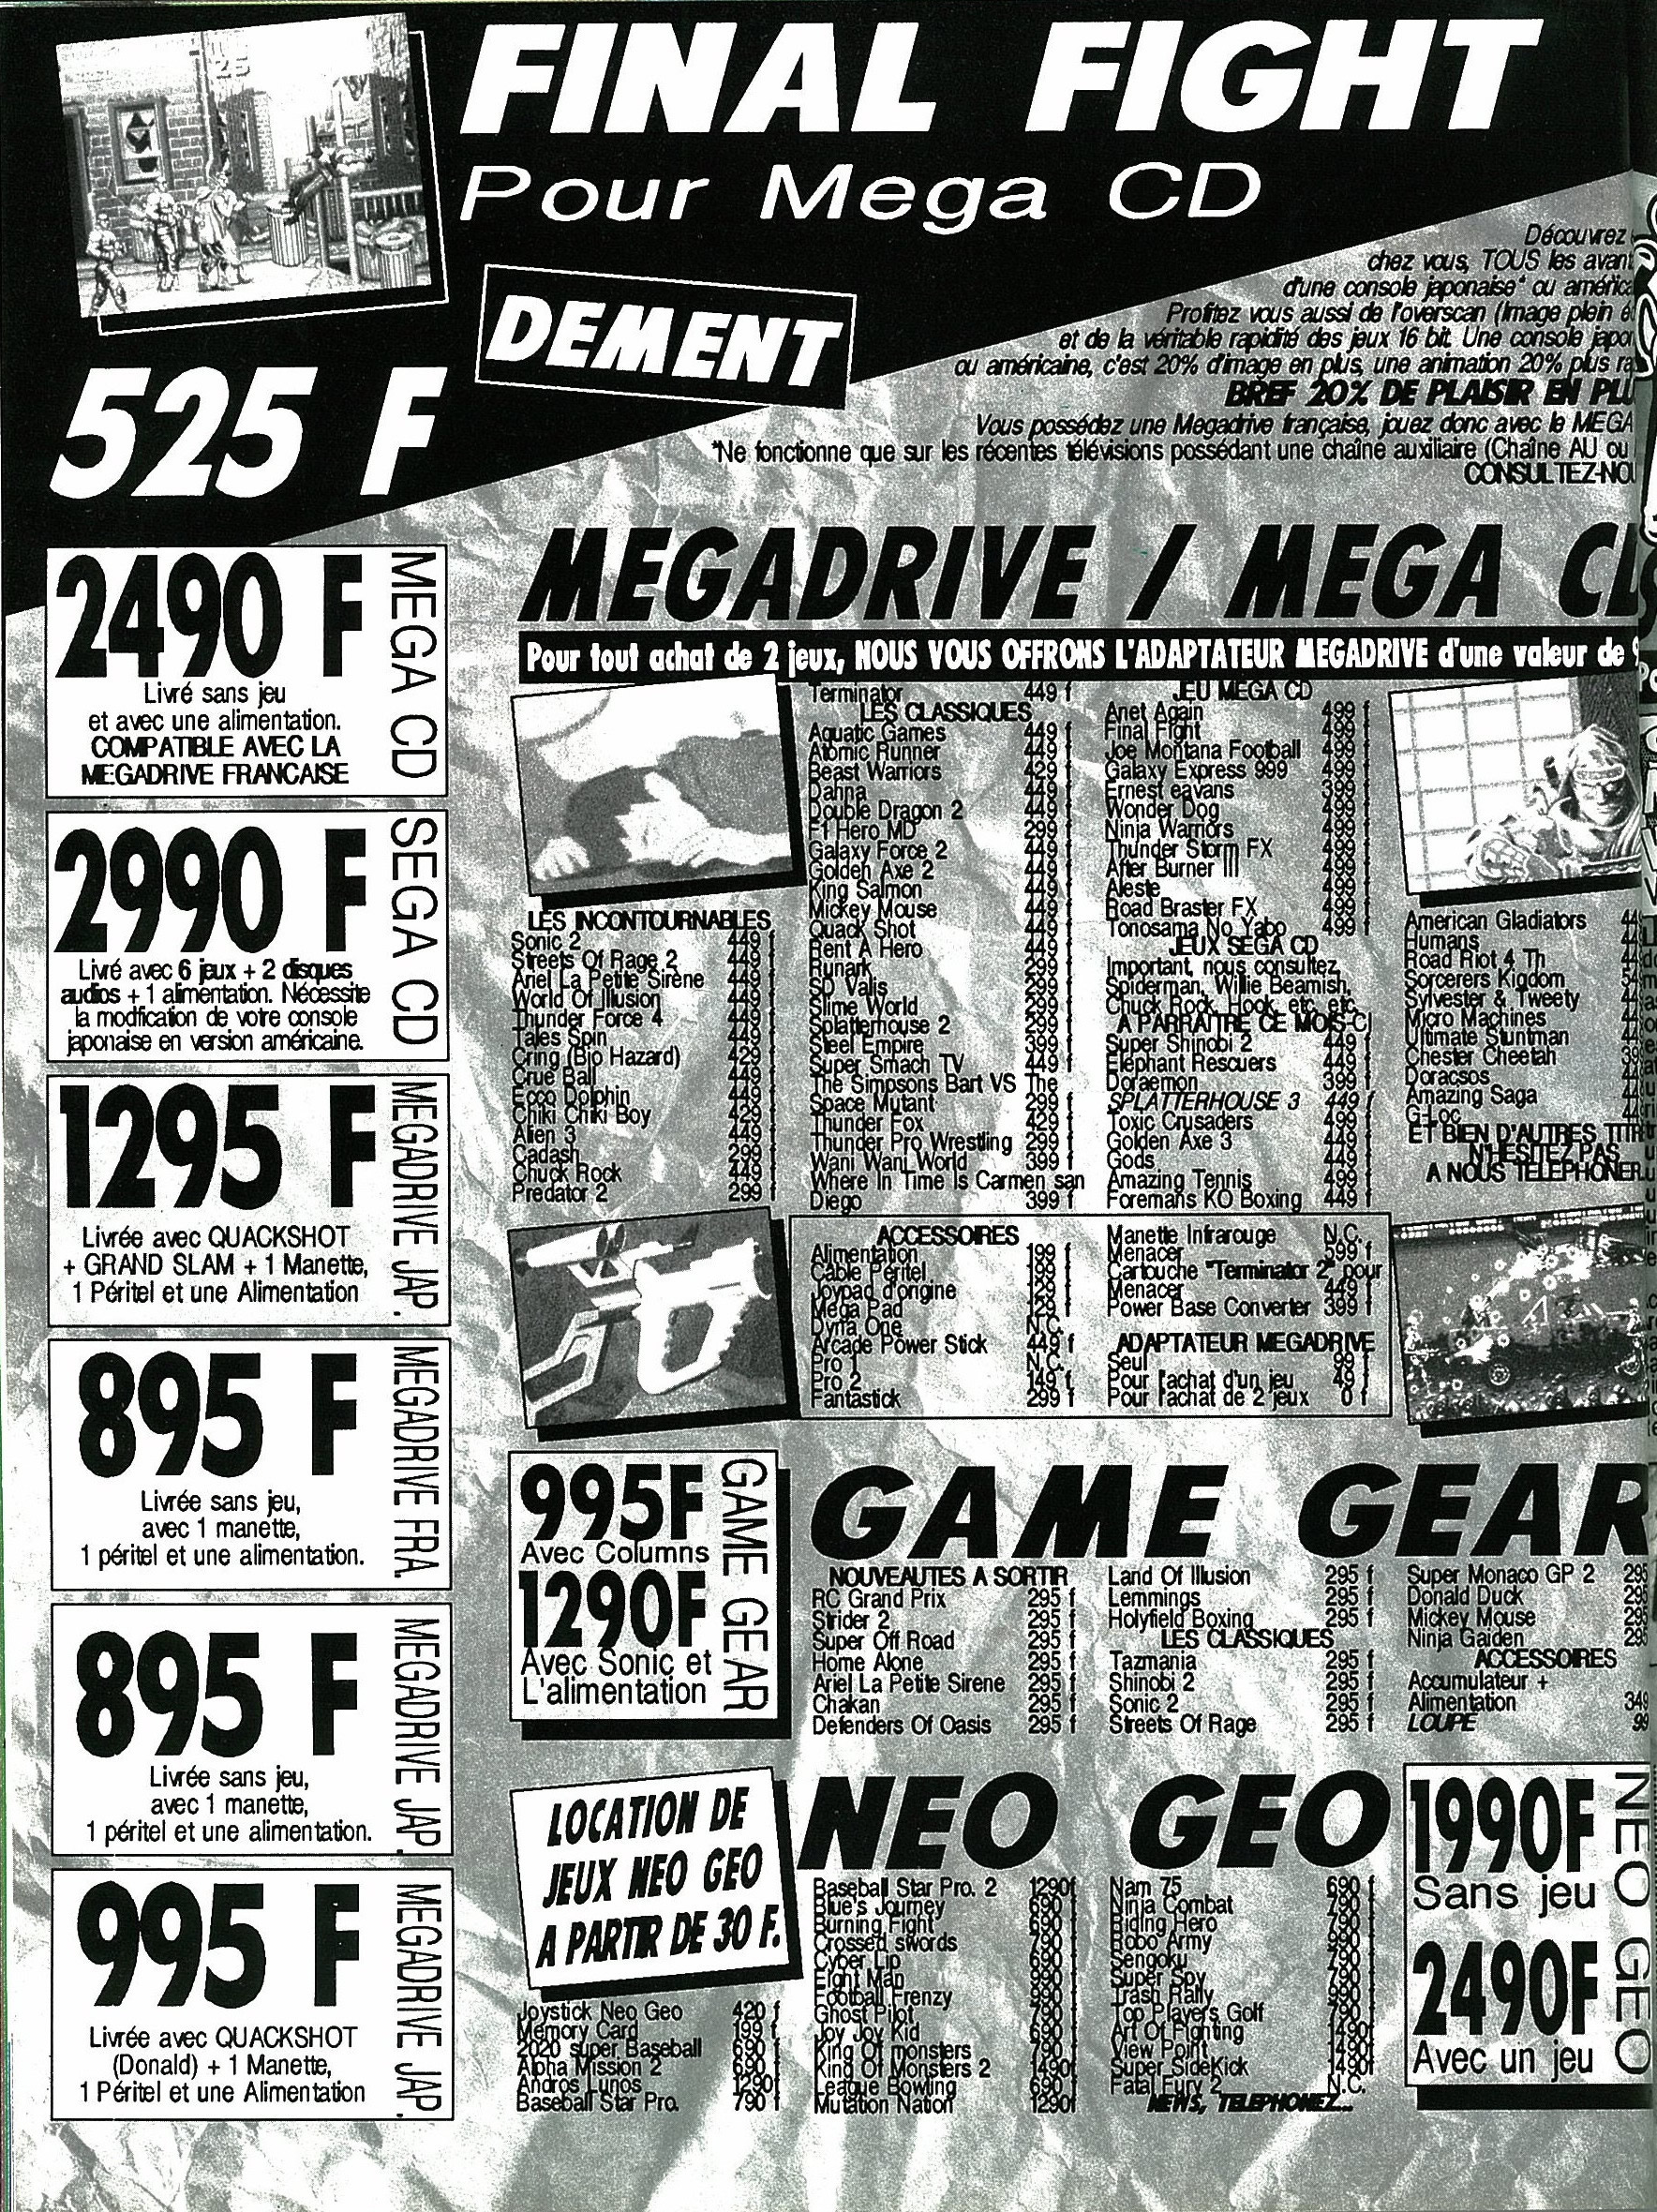 FINAL FIGHT
Pour Mega CD
DEMENT
525 F
Découvrez
chez vous, TOUS les avant
d'une console japonaise* ou américa
Profitez vous aussi de l'overscan (Image plein é
et de la véritable rapidité des jeux 16 bit. Une console japon
ou américaine, c'est 20% d'image en plus, une animation 20% plus ra
BREF 20% DE PLAISIR EN PLU
Vous possédez une Megadrive française, jouez donc avec le MEGA
*Ne fonctionne que sur les récentes télévisions possédant une chaîne auxiliaire (Chaîne AU ou
CONSULTEZ-NOU
2490 F
MEGA CD
Livré sans jeu
et avec une alimentation.
COMPATIBLE AVEC LA
MEGADRIVE FRANCAISE
2990 F
SEGA CD
Livré avec 6 jeux + 2 disques
audios + 1 alimentation. Nécessite
la modfication de votre console
japonaise en version américaine.
1295 F
MEGADRIVE JAP.
Livrée avec QUACKSHOT
+ GRAND SLAM + 1 Manette,
1 Péritel et une Alimentation
895 F
MEGADRIVE FRA.
Livrée sans jeu,
avec 1 manette,
1 péritel et une alimentation.
895 F
MEGADRIVE JAP.
Livrée sans jeu,
avec 1 manette,
1 péritel et une alimentation.
995 F
MEGADRIVE JAP.
Livrée avec QUACKSHOT
(Donald) + 1 Manette,
1 Péritel et une Alimentation
MEGADRIVE / MEGA CD
Pour tout achat de 2 jeux, NOUS VOUS OFFRONS L'ADAPTATEUR MEGADRIVE d'une valeur de 9
LES INCONTOURNABLES
Sonic 2 449 f
Streets Of Rage 2 449 f
Ariel La Petite Sirène 449 f
World Of Illusion 449 f
Thunder Force 4 449 f
Tales Spin 449 f
Cring (Bio Hazard) 429 f
Crue Ball 449 f
Ecco Dolphin 449 f
Chiki Chiki Boy 429 f
Alien 3 449 f
Cadash 299 f
Chuck Rock 449 f
Predator 2 299 f
Terminator 449 f
LES CLASSIQUES
Aquatic Games 449 f
Atomic Runner 449 f
Beast Warriors 429 f
Dahna 449 f
Double Dragon 2 449 f
F1 Hero MD 299 f
Galaxy Force 2 449 f
Golden Axe 2 449 f
King Salmon 449 f
Mickey Mouse 449 f
Quack Shot 449 f
Rent A Hero 449 f
Runark 299 f
SD Valis 299 f
Slime World 299 f
Splatterhouse 2 299 f
Steel Empire 399 f
Super Smach TV 449 f
The Simpsons Bart VS The
Space Mutant 299 f
Thunder Fox 429 f
Thunder Pro Wrestling 299 f
Wani Wani World 399 f
Where In Time Is Carmen san
Diego 399 f
JEU MEGA CD
Anet Again 499 f
Final Fight 499 f
Joe Montana Football 499 f
Galaxy Express 999 499 f
Ernest eavans 399 f
Wonder Dog 499 f
Ninja Warriors 499 f
Thunder Storm FX 499 f
After Burner III 499 f
Aleste 499 f
Road Braster FX 499 f
Tonosama No Yabo 499 f
JEUX SEGA CD
Important, nous consultez
Spiderman, Willie Beamish,
Chuck Rock, Hook, etc, etc.
A PARRAITRE CE MOIS-CI
Super Shinobi 2 449 f
Elephant Rescuers 449 f
Doraemon 399 f
SPLATTERHOUSE 3 449 f
Toxic Crusaders 499 f
Golden Axe 3 449 f
Gods 449 f
Amazing Tennis 499 f
Foremans KO Boxing 449 f
American Gladiators
Humans
Road Riot 4 Th
Sorcerers Kigdom
Sylvester & Tweety
Micro Machines
Ultimate Stuntman
Chester Cheetah
Doracsos
Amazing Saga
G-Loc
ET BIEN D'AUTRES TITR
N'HESITEZ PAS
A NOUS TELEPHONER
ACCESSOIRES
Alimentation 199 f
Cable Péritel 199 f
Joypad d'origine 129 f
Mega Pad 129 f
Dyna One N.C.
Arcade Power Stick 449 f
Pro 1 N.C.
Pro 2 149 f
Fantastick 299 f
Manette Infrarouge N.C.
Menacer 599 f
Cartouche "Terminator 2" pour
Menacer 449 f
Power Base Converter 399 f
ADAPTATEUR MEGADRIVE
Seul 99 f
Pour l'achat d'un jeu 49 f
Pour l'achat de 2 jeux 0 f
GAME GEAR
995F
Avec Columns
1290F
Avec Sonic et
L'alimentation
GAME GEAR
NOUVEAUTES A SORTIR
RC Grand Prix 295 f
Strider 2 295 f
Super Off Road 295 f
Home Alone 295 f
Ariel La Petite Sirene 295 f
Chakan 295 f
Defenders Of Oasis 295 f
Land Of Illusion 295 f
Lemmings 295 f
Holyfield Boxing 295 f
LES CLASSIQUES
Tazmania 295 f
Shinobi 2 295 f
Sonic 2 295 f
Streets Of Rage 295 f
Super Monaco GP 2 295
Donald Duck 295
Mickey Mouse 295
Ninja Gaiden 295
ACCESSOIRES
Accumulateur +
Alimentation 349
LOUPE 99
NEO GEO
LOCATION DE
JEUX NEO GEO
A PARTIR DE 30 F.
Joystick Neo Geo 420 f
Memory Card 199 f
2020 super Baseball 690 f
Alpha Mission 2 690 f
Andros Lunos 1290f
Baseball Star Pro. 790 f
Baseball Star Pro. 2 1290f
Blue's Journey 690 f
Burning Fight 690 f
Crossed swords 790 f
Cyber Lip 690 f
Eight Man 990 f
Football Frenzy 990 f
Ghost Pilot 790 f
Joy Joy Kid 690 f
King Of monsters 790 f
King Of Monsters 2 1490f
League Bowling 690 f
Mutation Nation 1290f
Nam 75 690 f
Ninja Combat 790 f
Riding Hero 790 f
Robo Army 990 f
Sengoku 790 f
Super Spy 790 f
Trash Rally 990 f
Top Players Golf 790 f
Art Of Fighting 1490f
View Point 1490f
Super SideKick 1490f
Fatal Fury 2 N.C.
NEWS, TELEPHONEZ...
1990F
Sans jeu
2490F
Avec un jeu
NEO GEO